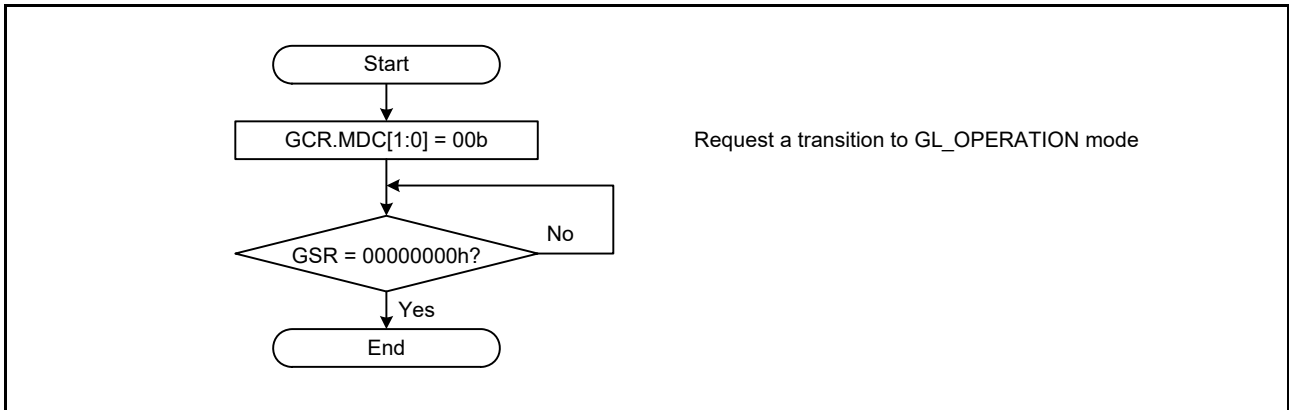 Start
GCR.MDC[1:0] = 00b
Request a transition to GL_OPERATION mode
No
GSR = 00000000h?
Yes
End